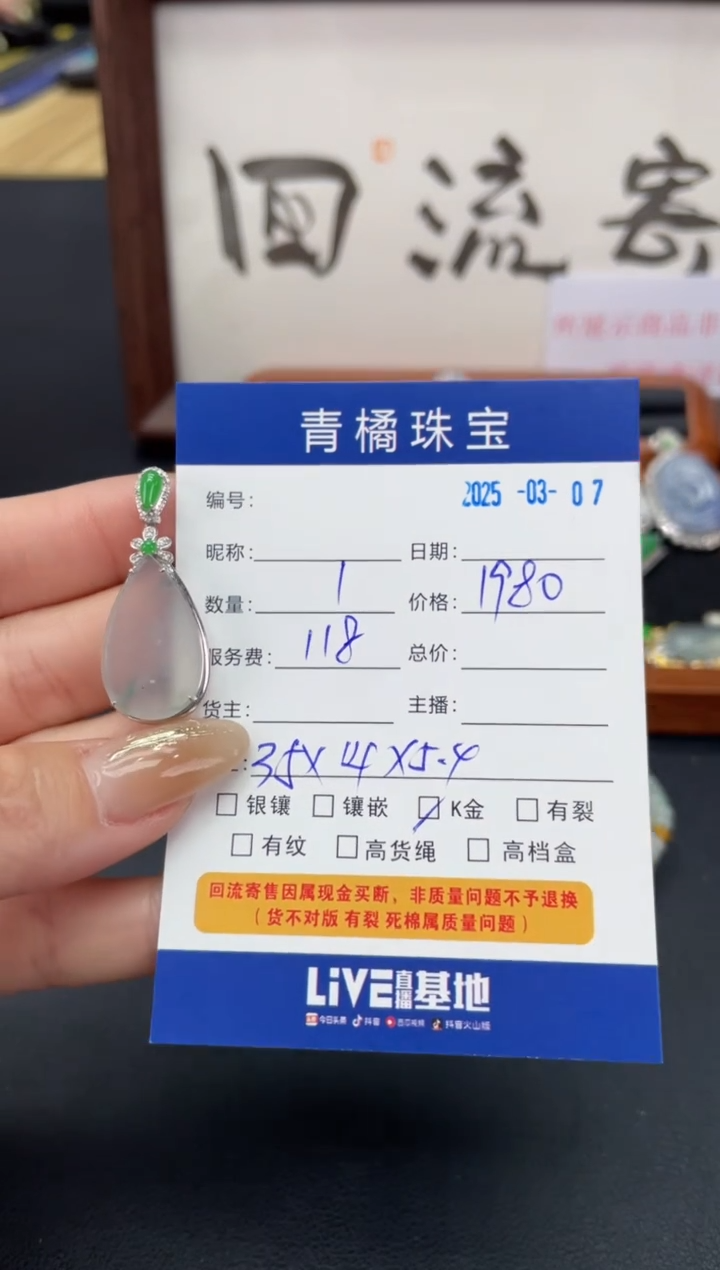 回流寄
青橘珠宝
编号:
2025 -03- 07
昵称:
日期:
数量: 1
价格: 1980
服务费: 118
总价:
货主:
主播:
35X 14 X5.4
银镶 镶嵌 K金 有裂
有纹 高货绳 高档盒
回流寄售因属现金买断，非质量问题不予退换
（货不对版 有裂 死棉属质量问题）
LiVE直播基地
今日头条 抖音 西瓜视频 抖音火山版